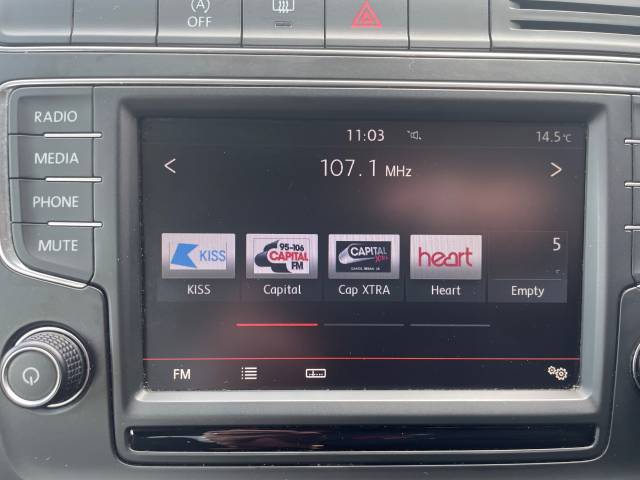 (A)
OFF
RADIO
MEDIA
PHONE
MUTE
11:03
14.5°C
< 107.1 MHz >
KISS
95-106
CAPITAL
FM
CAPITAL
XTRA
heart
5
KISS
Capital
Cap XTRA
Heart
Empty
FM